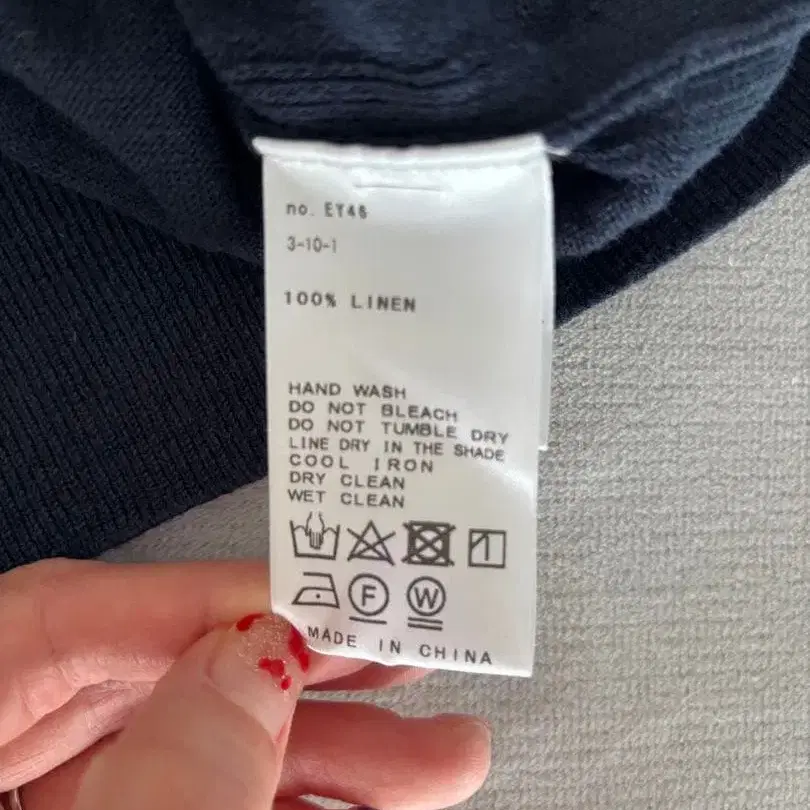 no. EY46
3-10-1
100% LINEN
HAND WASH
DO NOT BLEACH
DO NOT TUMBLE DRY
LINE DRY IN THE SHADE
COOL IRON
DRY CLEAN
WET CLEAN
F W
MADE IN CHINA